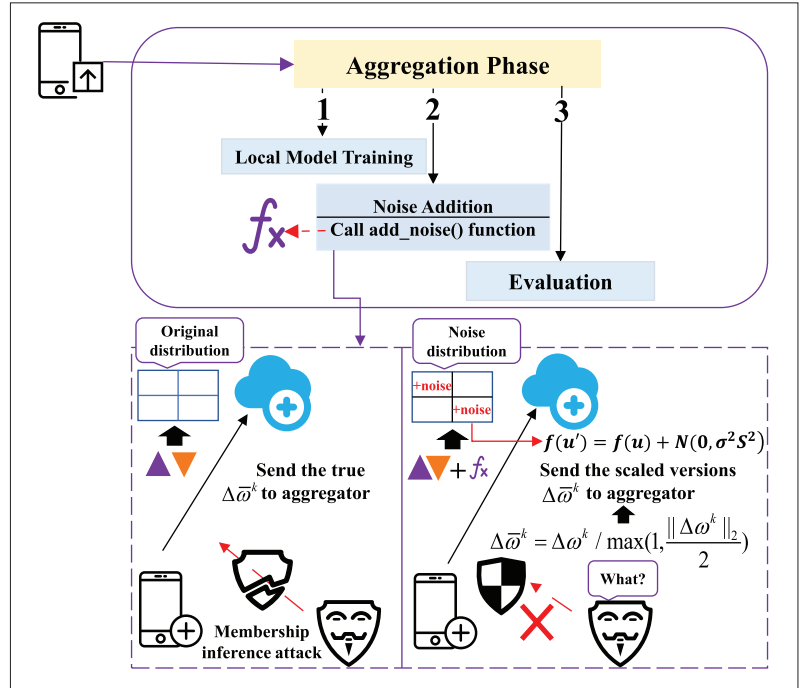 Aggregation Phase
1 2 3
Local Model Training
Noise Addition
Call add_noise() function
fx
Evaluation
Original
distribution
Send the true
Δω̅ᵏ to aggregator
Membership
inference attack
Noise
distribution
+noise
+noise
+ fx
f(u′) = f(u) + N(0, σ²S²)
Send the scaled versions
Δω̅ᵏ to aggregator
Δω̅ᵏ = Δωᵏ / max(1, ‖Δωᵏ‖₂ / 2)
What?